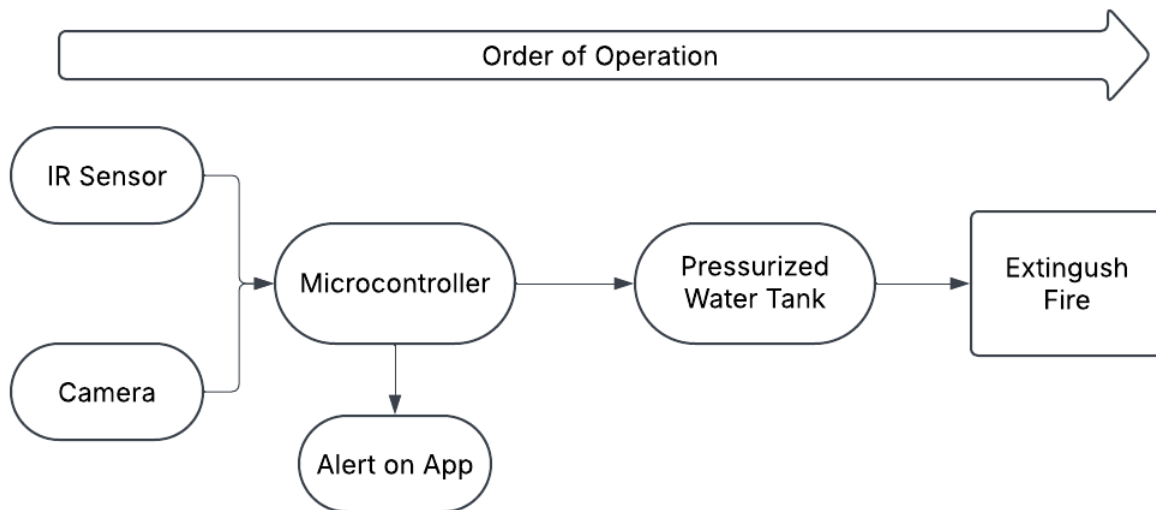 Order of Operation
IR Sensor
Camera
Microcontroller
Alert on App
Pressurized
Water Tank
Extingush
Fire